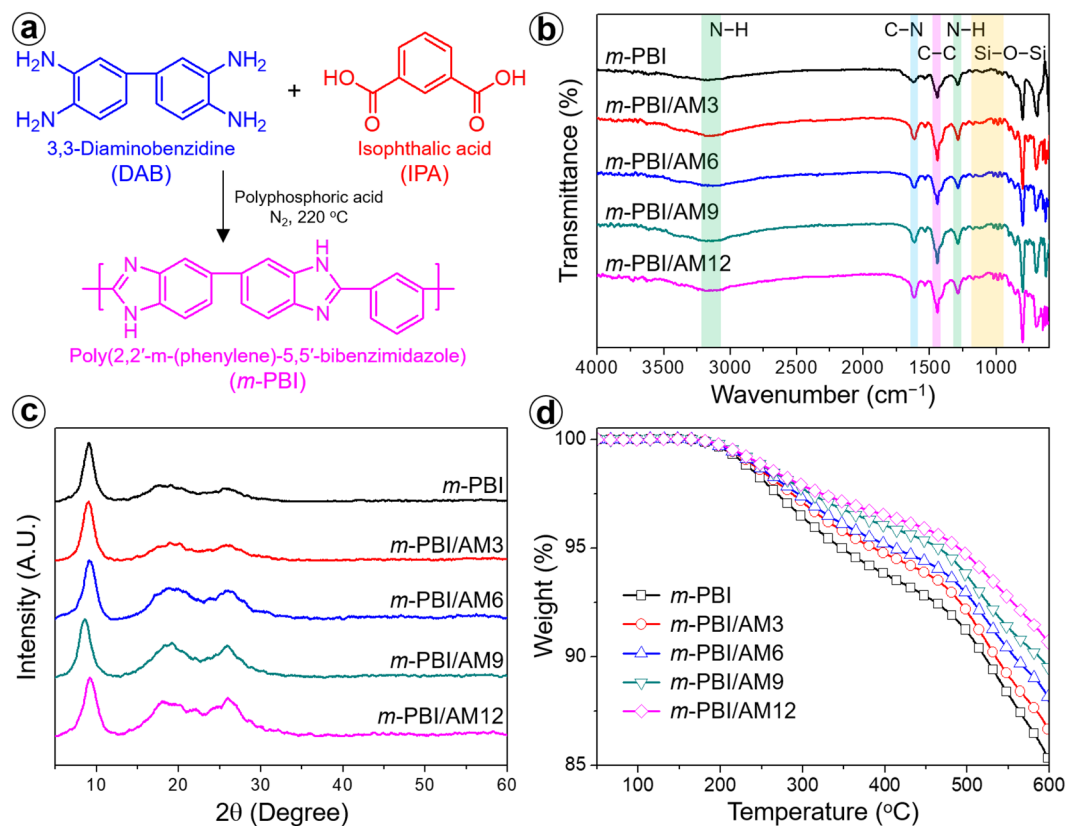 a
H₂N
NH₂
H₂N
NH₂
+
HO
OH
O
O
3,3-Diaminobenzidine
(DAB)
Isophthalic acid
(IPA)
Polyphosphoric acid
N₂, 220 °C
H
N
N
N
H
N
Poly(2,2′-m-(phenylene)-5,5′-bibenzimidazole)
(m-PBI)
b
N–H
C–N
N–H
C–C
Si–O–Si
m-PBI
m-PBI/AM3
m-PBI/AM6
m-PBI/AM9
m-PBI/AM12
Transmittance (%)
4000 3500 3000 2500 2000 1500 1000
Wavenumber (cm⁻¹)
c
m-PBI
m-PBI/AM3
m-PBI/AM6
m-PBI/AM9
m-PBI/AM12
Intensity (A.U.)
10 20 30 40 50 60
2θ (Degree)
d
100
95
90
85
Weight (%)
m-PBI
m-PBI/AM3
m-PBI/AM6
m-PBI/AM9
m-PBI/AM12
100 200 300 400 500 600
Temperature (°C)